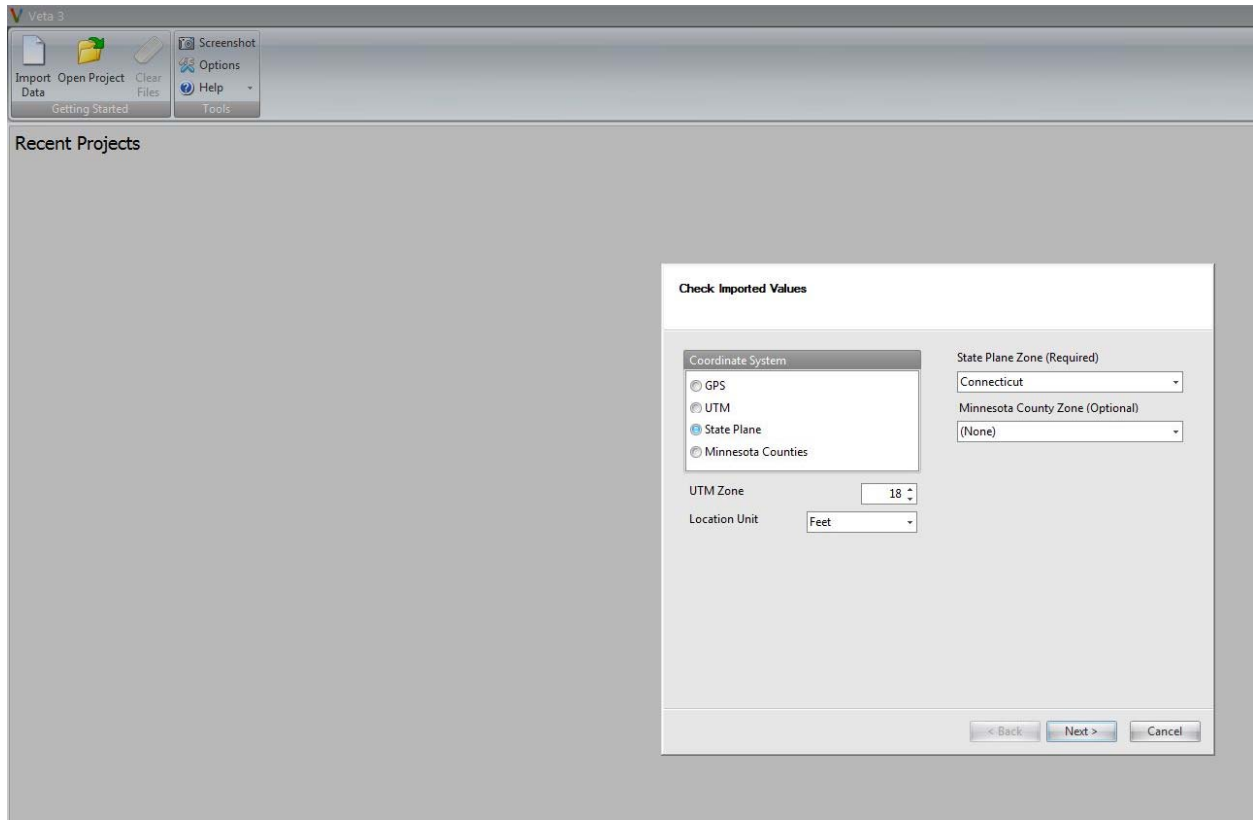 Veta 3
Import Data
Open Project
Clear Files
Getting Started
Screenshot
Options
Help
Tools
Recent Projects
Check Imported Values
Coordinate System
GPS
UTM
State Plane
Minnesota Counties
UTM Zone 18
Location Unit Feet
State Plane Zone (Required)
Connecticut
Minnesota County Zone (Optional)
(None)
< Back Next > Cancel